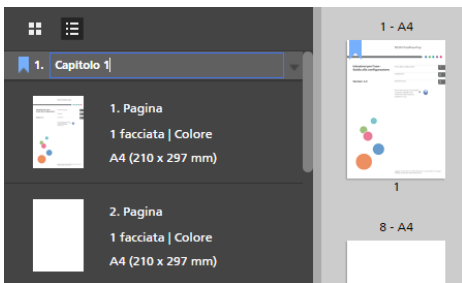 1. Capitolo 1
1. Pagina
1 facciata | Colore
A4 (210 x 297 mm)
2. Pagina
1 facciata | Colore
A4 (210 x 297 mm)
1 - A4
1
8 - A4